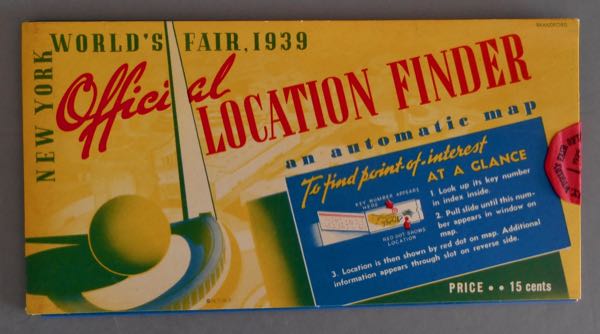 NEW YORK
WORLD'S FAIR, 1939
Official
LOCATION FINDER
an automatic map
To find point-of-interest
AT A GLANCE
KEY NUMBER APPEARS
HERE
RED DOT SHOWS
LOCATION
1. Look up its key number
in index inside.
2. Pull slide until this num-
ber appears in window on
map.
3. Location is then shown by red dot on map. Additional
information appears through slot on reverse side.
PRICE • • 15 cents